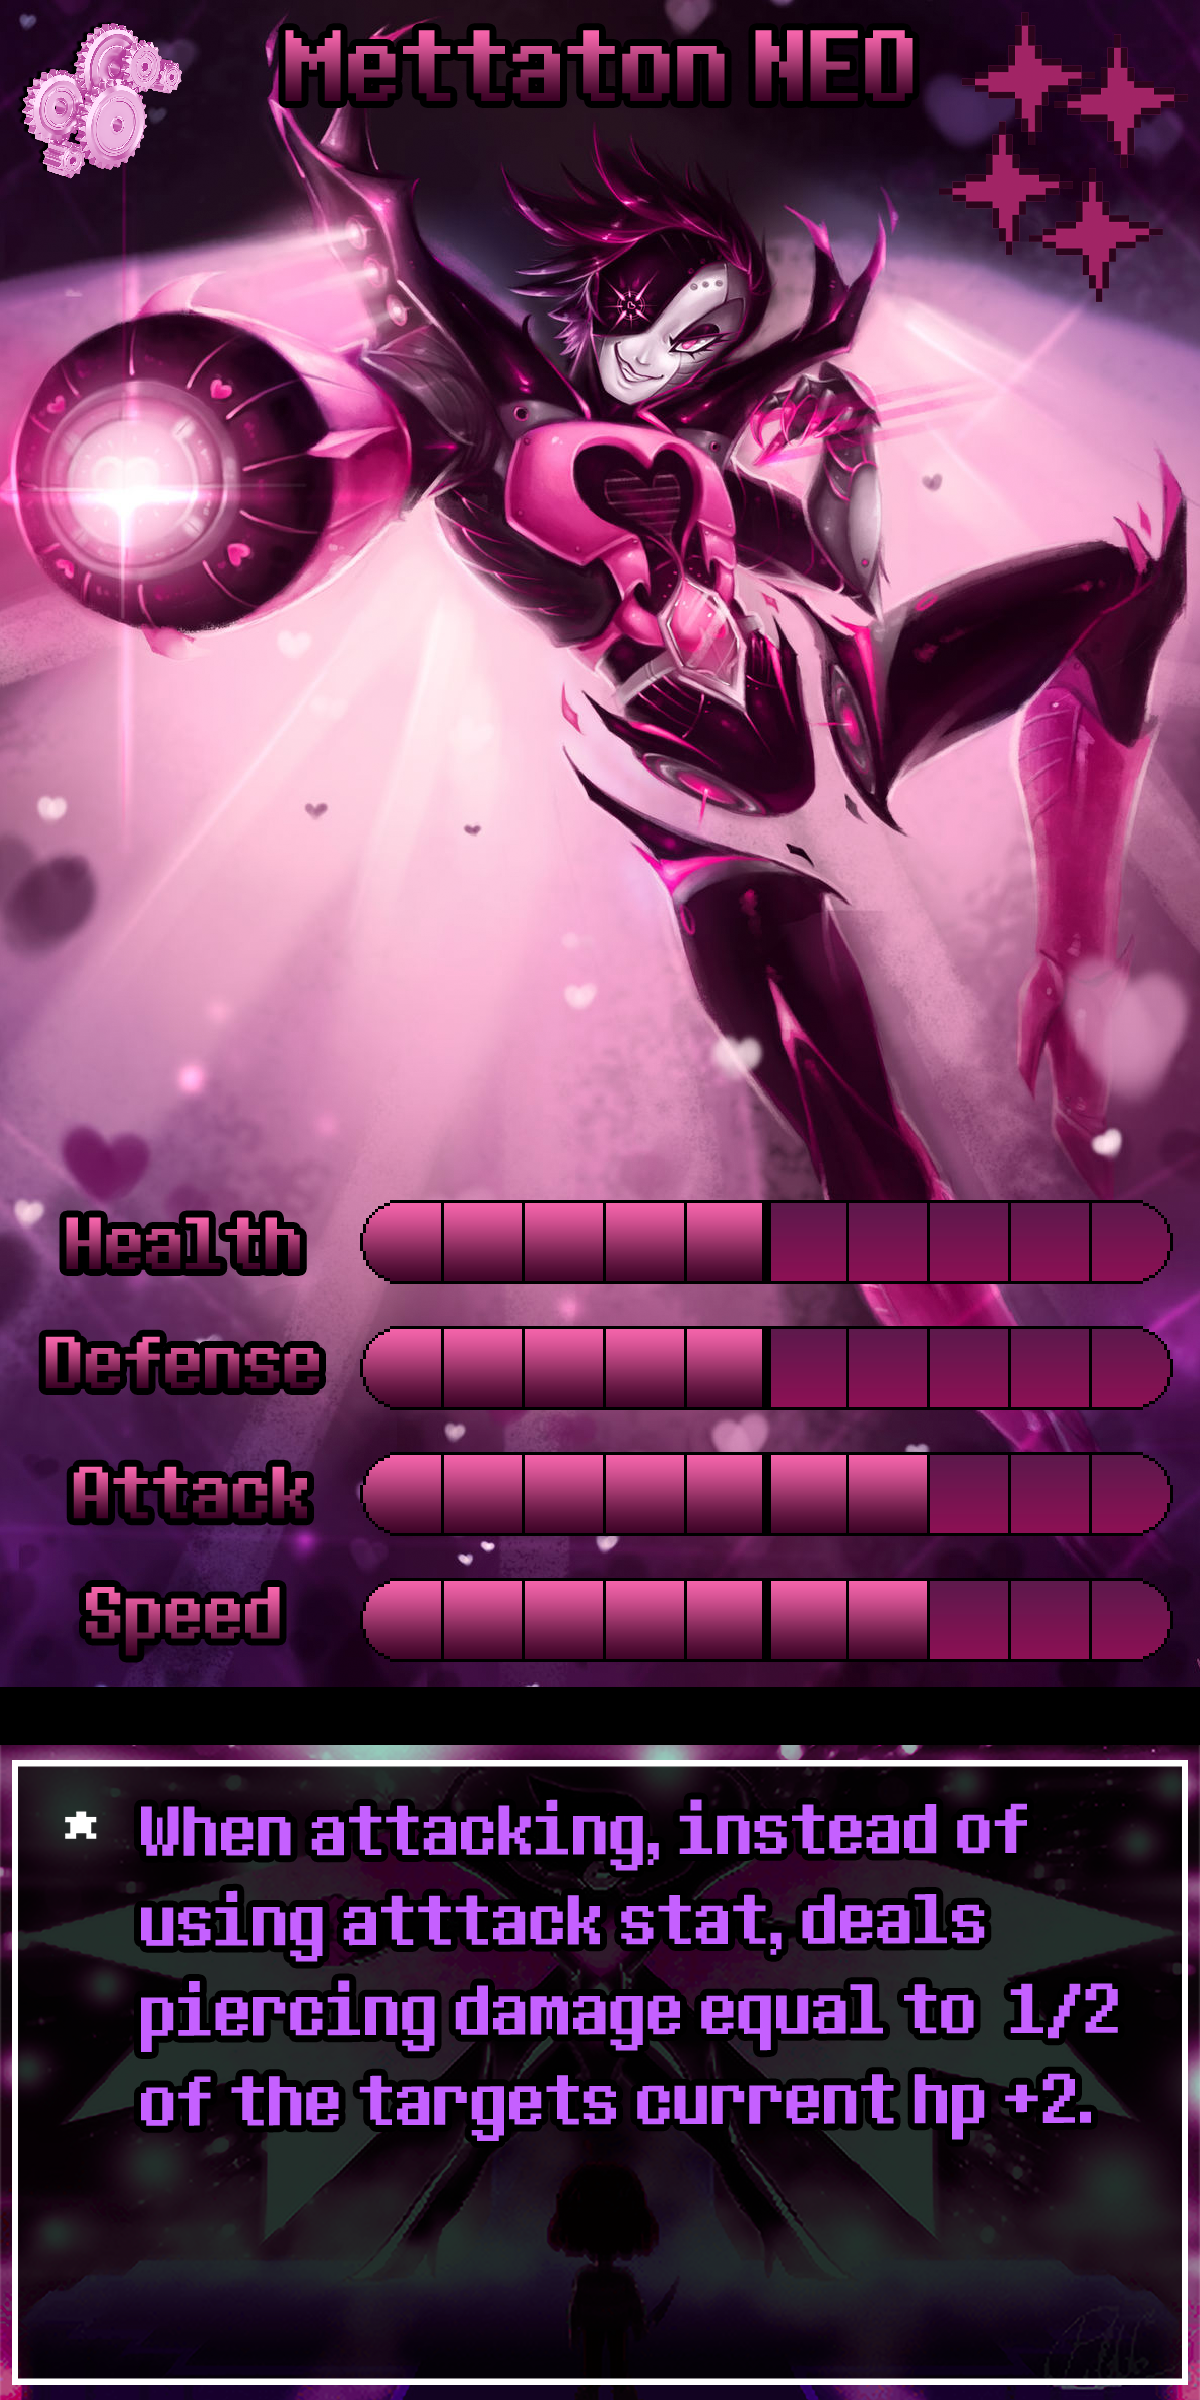 Mettaton NEO
Health
Defense
Attack
Speed
* When attacking, instead of
using atttack stat, deals
piercing damage equal to 1/2
of the targets current hp +2.